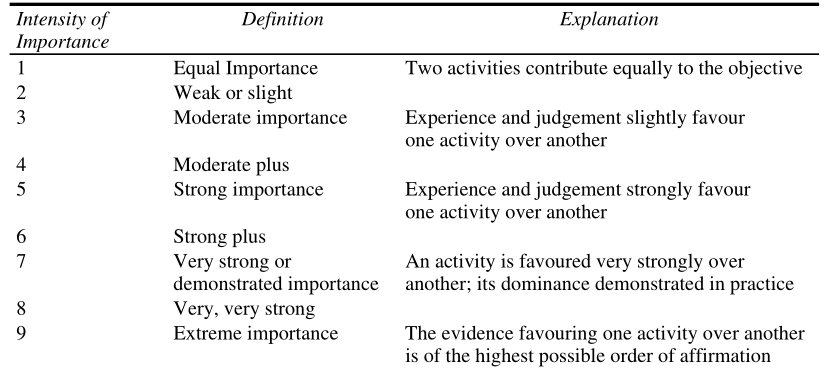 Intensity of Importance Definition Explanation
1 Equal Importance Two activities contribute equally to the objective
2 Weak or slight
3 Moderate importance Experience and judgement slightly favour
one activity over another
4 Moderate plus
5 Strong importance Experience and judgement strongly favour
one activity over another
6 Strong plus
7 Very strong or An activity is favoured very strongly over
demonstrated importance another; its dominance demonstrated in practice
8 Very, very strong
9 Extreme importance The evidence favouring one activity over another
is of the highest possible order of affirmation